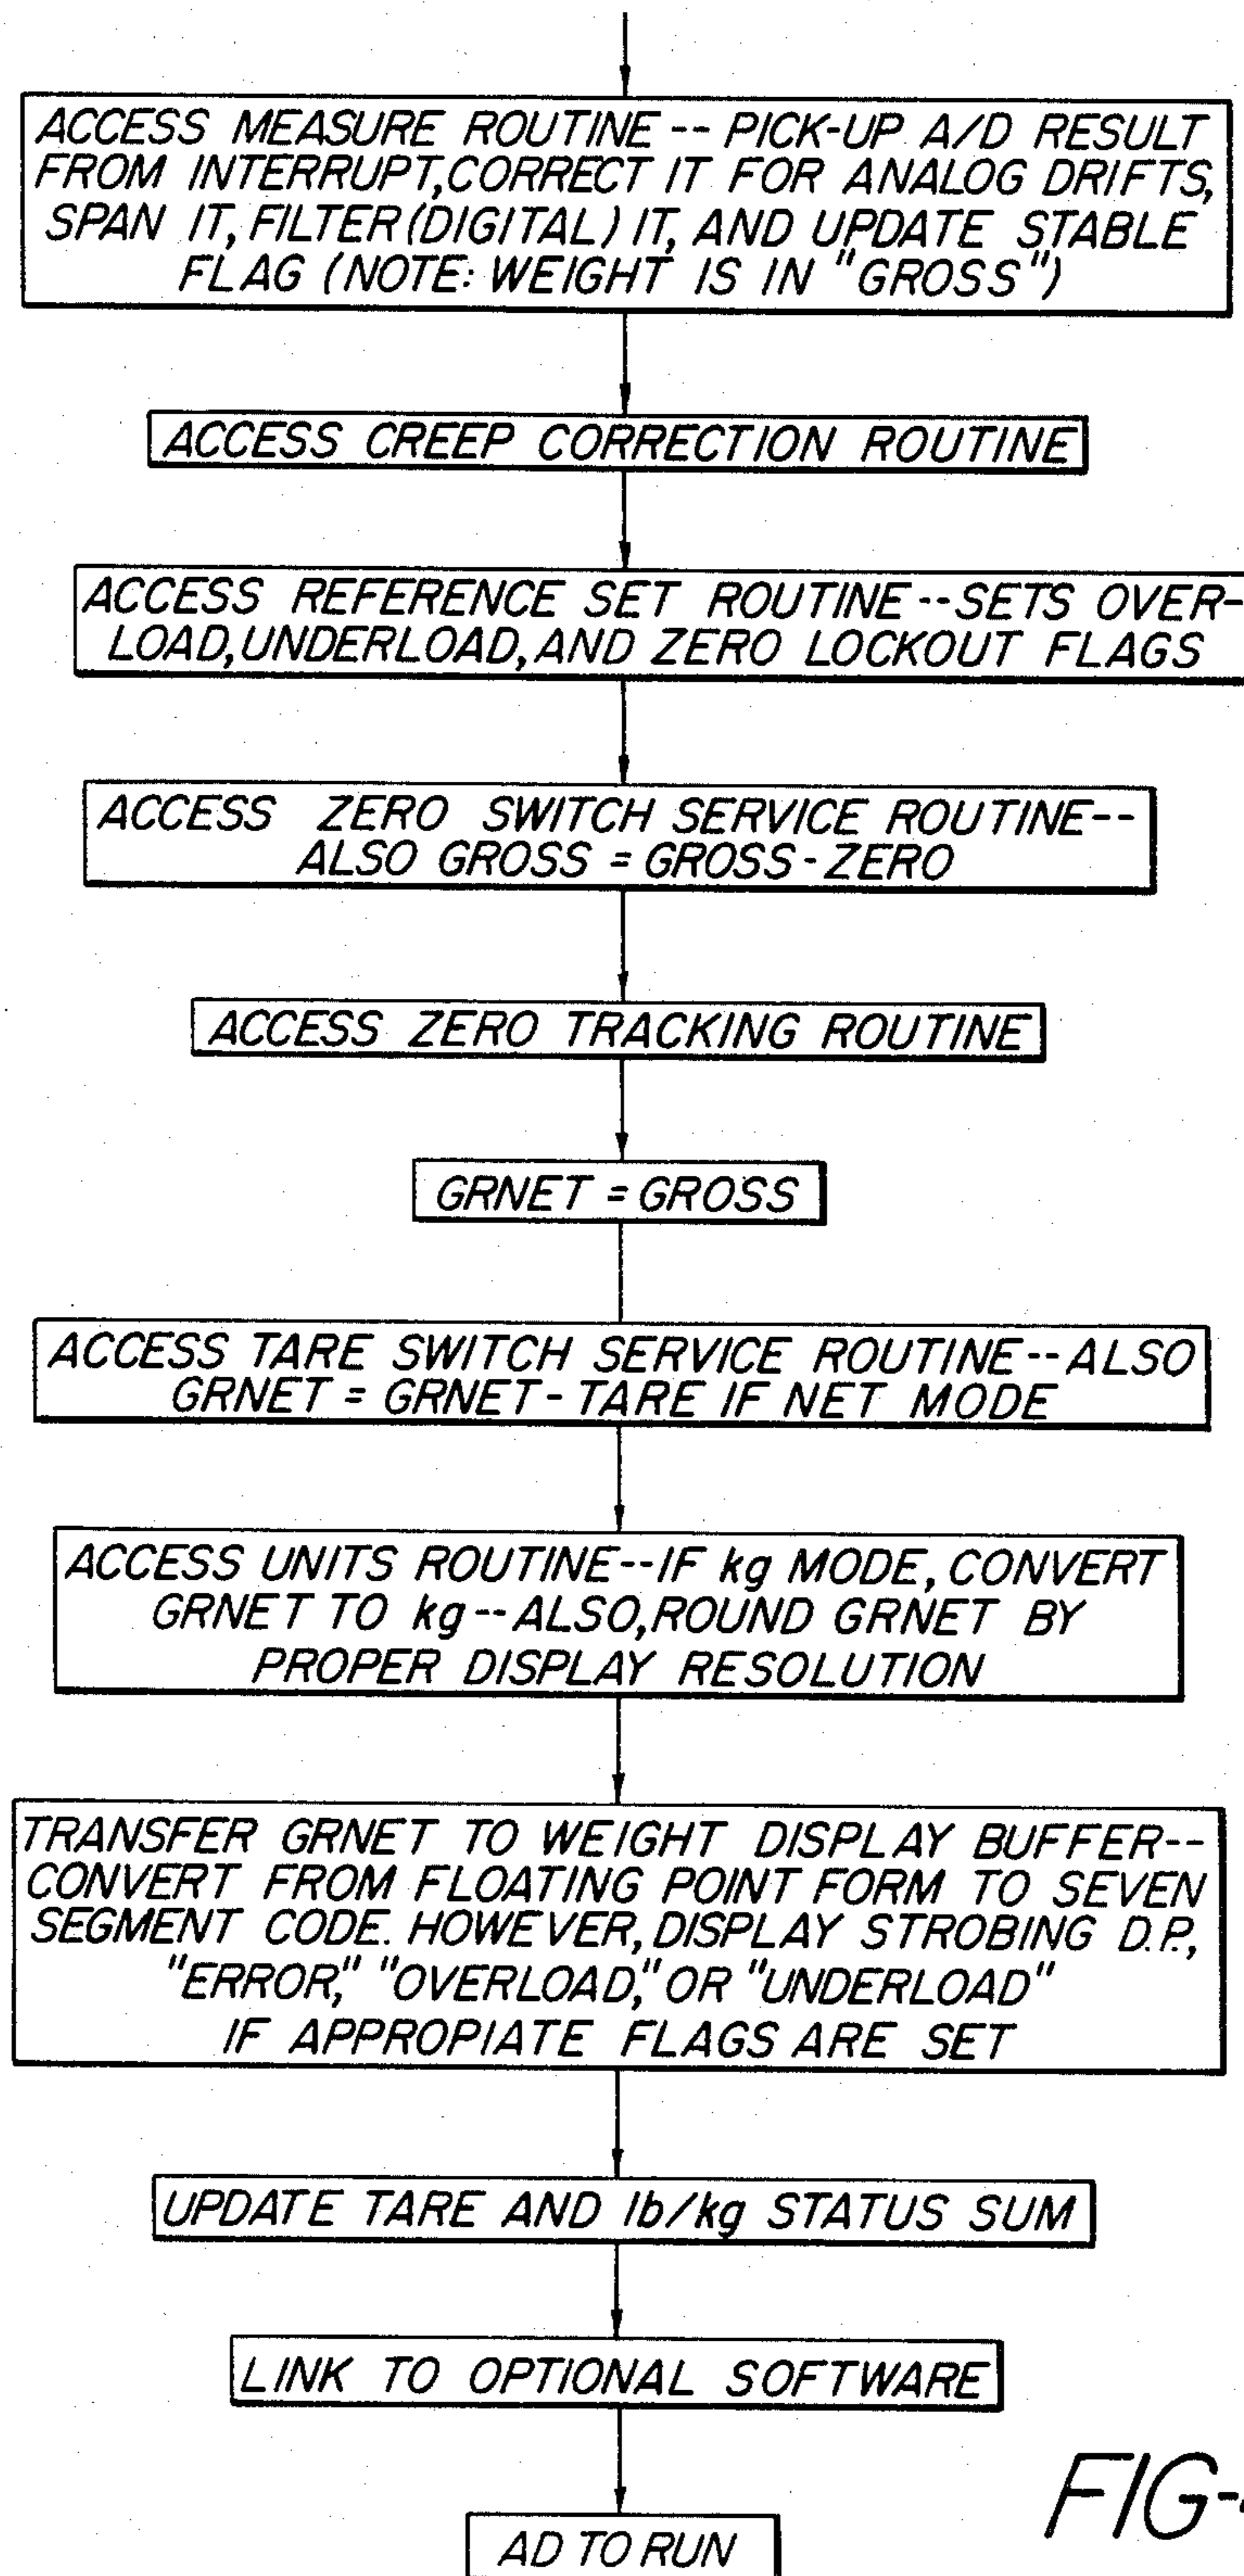 ACCESS MEASURE ROUTINE -- PICK-UP A/D RESULT
FROM INTERRUPT, CORRECT IT FOR ANALOG DRIFTS,
SPAN IT, FILTER (DIGITAL) IT, AND UPDATE STABLE
FLAG (NOTE: WEIGHT IS IN "GROSS")
ACCESS CREEP CORRECTION ROUTINE
ACCESS REFERENCE SET ROUTINE -- SETS OVER-
LOAD, UNDERLOAD, AND ZERO LOCKOUT FLAGS
ACCESS ZERO SWITCH SERVICE ROUTINE--
ALSO GROSS = GROSS - ZERO
ACCESS ZERO TRACKING ROUTINE
GRNET = GROSS
ACCESS TARE SWITCH SERVICE ROUTINE -- ALSO
GRNET = GRNET - TARE IF NET MODE
ACCESS UNITS ROUTINE -- IF kg MODE, CONVERT
GRNET TO kg -- ALSO, ROUND GRNET BY
PROPER DISPLAY RESOLUTION
TRANSFER GRNET TO WEIGHT DISPLAY BUFFER--
CONVERT FROM FLOATING POINT FORM TO SEVEN
SEGMENT CODE. HOWEVER, DISPLAY STROBING D.P.,
"ERROR," "OVERLOAD," OR "UNDERLOAD"
IF APPROPIATE FLAGS ARE SET
UPDATE TARE AND lb/kg STATUS SUM
LINK TO OPTIONAL SOFTWARE
AD TO RUN
FIG-